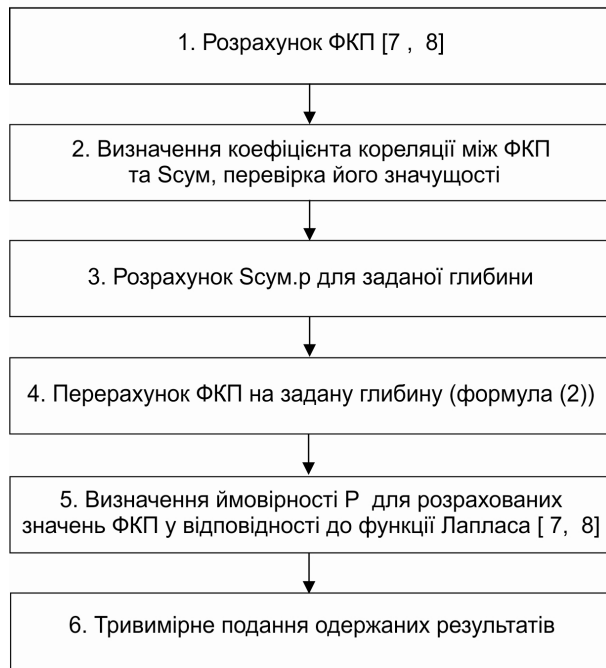 1. Розрахунок ФКП [7 , 8]
2. Визначення коефіцієнта кореляції між ФКП
та Sсум, перевірка його значущості
3. Розрахунок Sсум.р для заданої глибини
4. Перерахунок ФКП на задану глибину (формула (2))
5. Визначення ймовірності Р для розрахованих
значень ФКП у відповідності до функції Лапласа [ 7, 8]
6. Тривимірне подання одержаних результатів